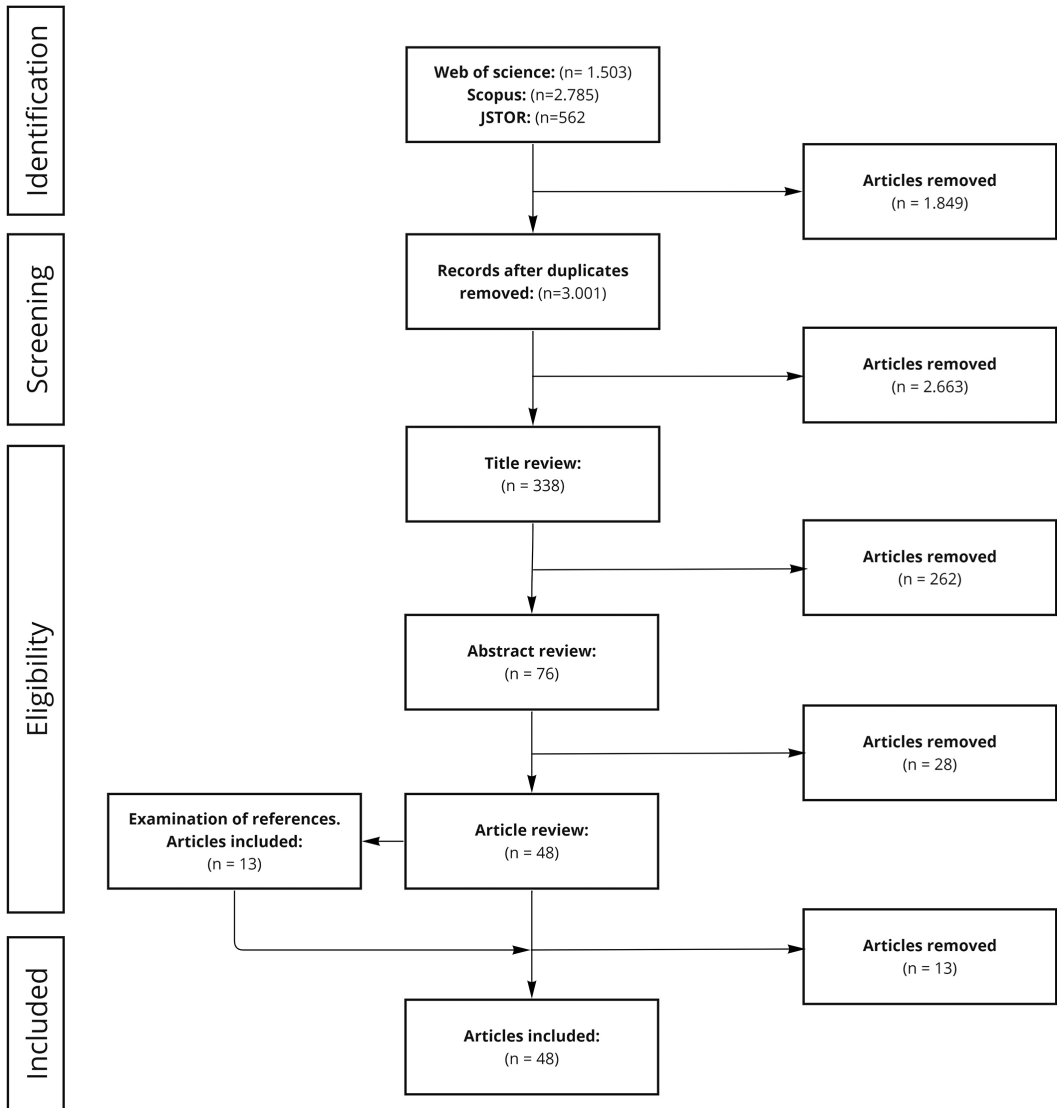 Identification
Web of science: (n= 1.503)
Scopus: (n=2.785)
JSTOR: (n=562
Articles removed
(n = 1.849)
Screening
Records after duplicates
removed: (n=3.001)
Articles removed
(n = 2.663)
Eligibility
Title review:
(n = 338)
Articles removed
(n = 262)
Abstract review:
(n = 76)
Articles removed
(n = 28)
Article review:
(n = 48)
Examination of references.
Articles included:
(n = 13)
Articles removed
(n = 13)
Included
Articles included:
(n = 48)